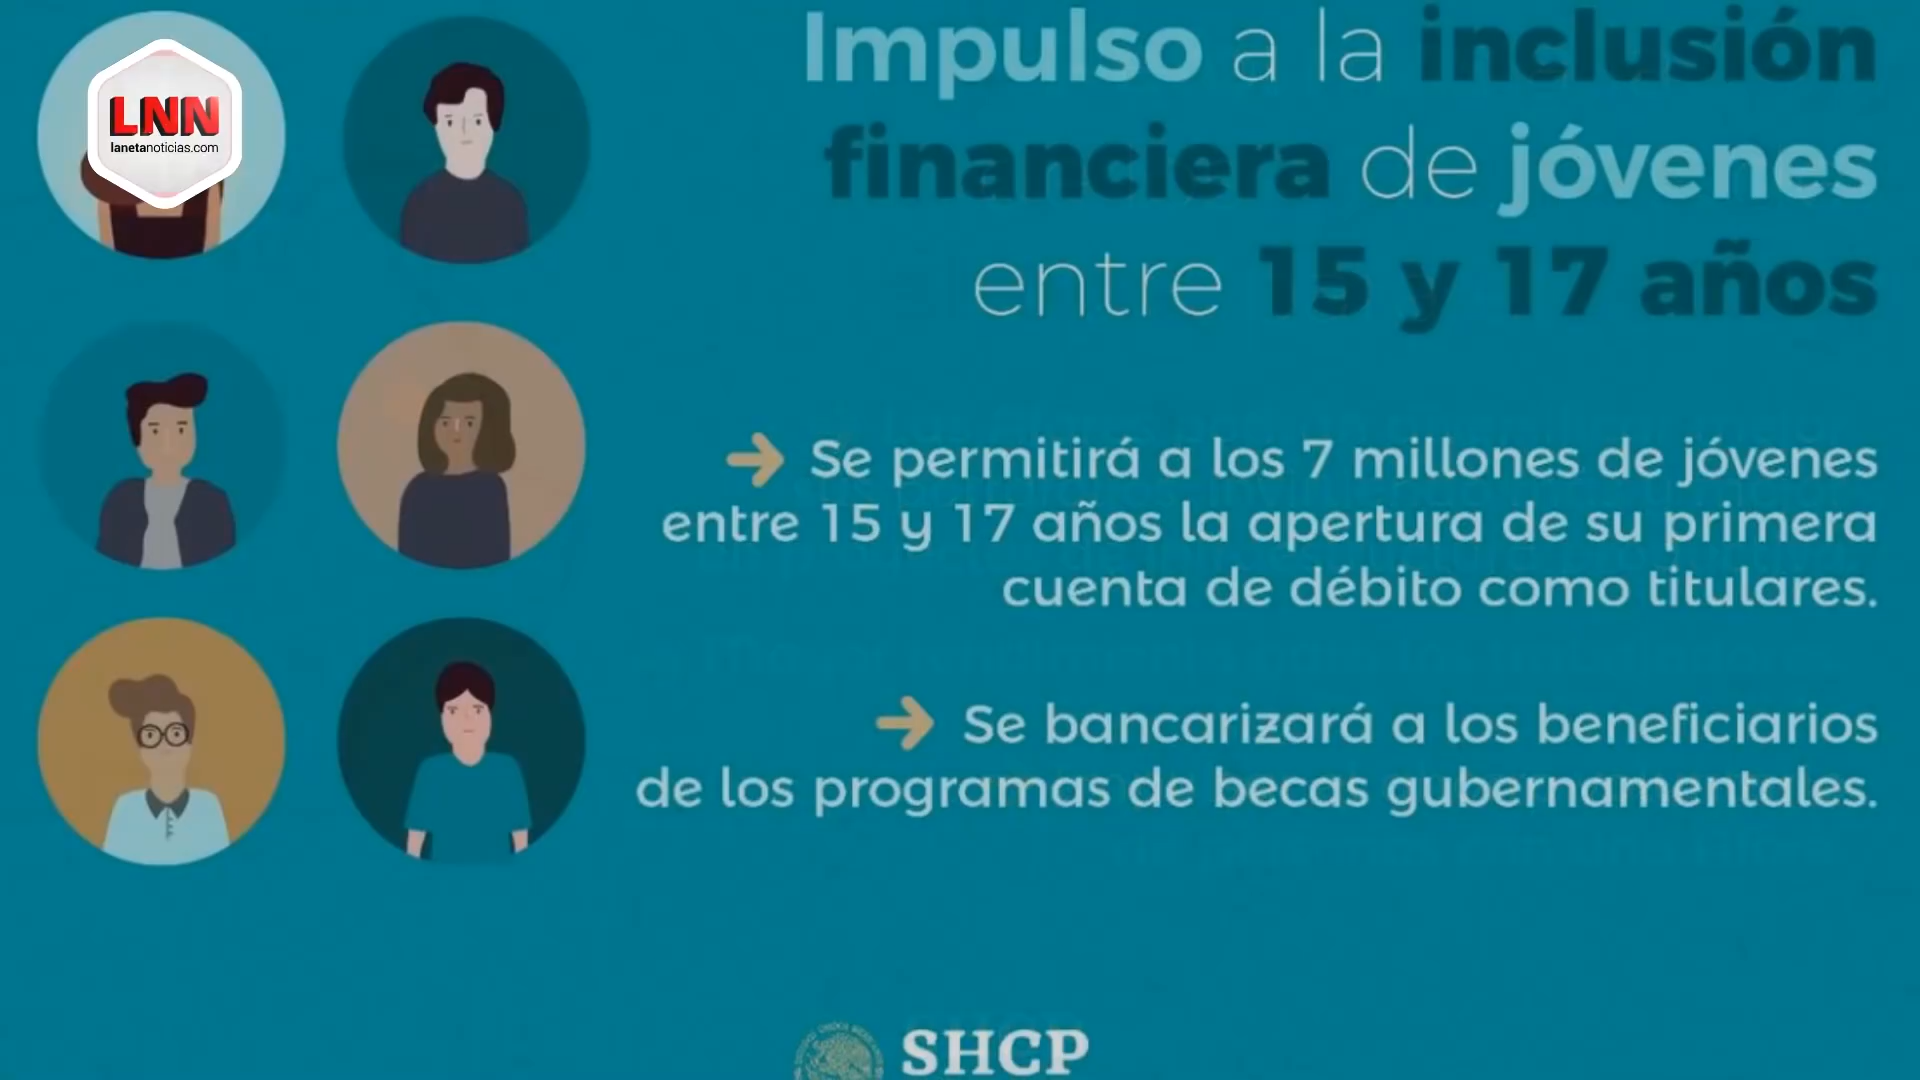 LNN
lanetanoticias.com
Impulso a la inclusión
financiera de jóvenes
entre 15 y 17 años
→ Se permitirá a los 7 millones de jóvenes
entre 15 y 17 años la apertura de su primera
cuenta de débito como titulares.
→ Se bancarizará a los beneficiarios
de los programas de becas gubernamentales.
SHCP